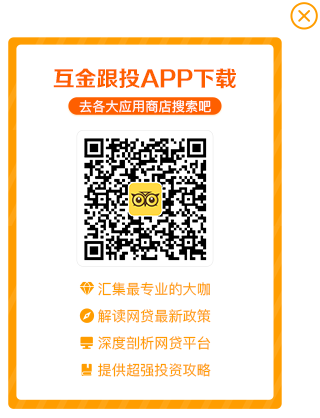 互金跟投APP下载
去各大应用商店搜索吧
汇集最专业的大咖
解读网贷最新政策
深度剖析网贷平台
提供超强投资攻略